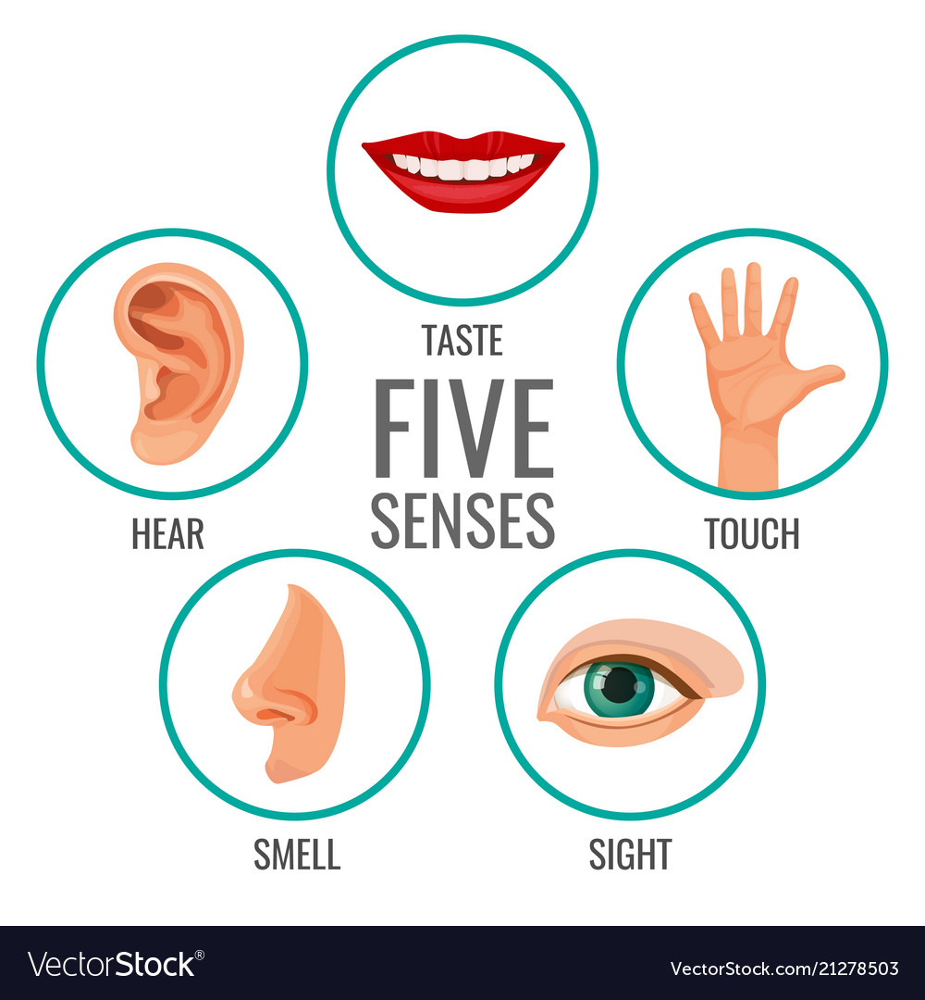 TASTE
FIVE
SENSES
HEAR
TOUCH
SMELL
SIGHT
VectorStock®
VectorStock.com/21278503